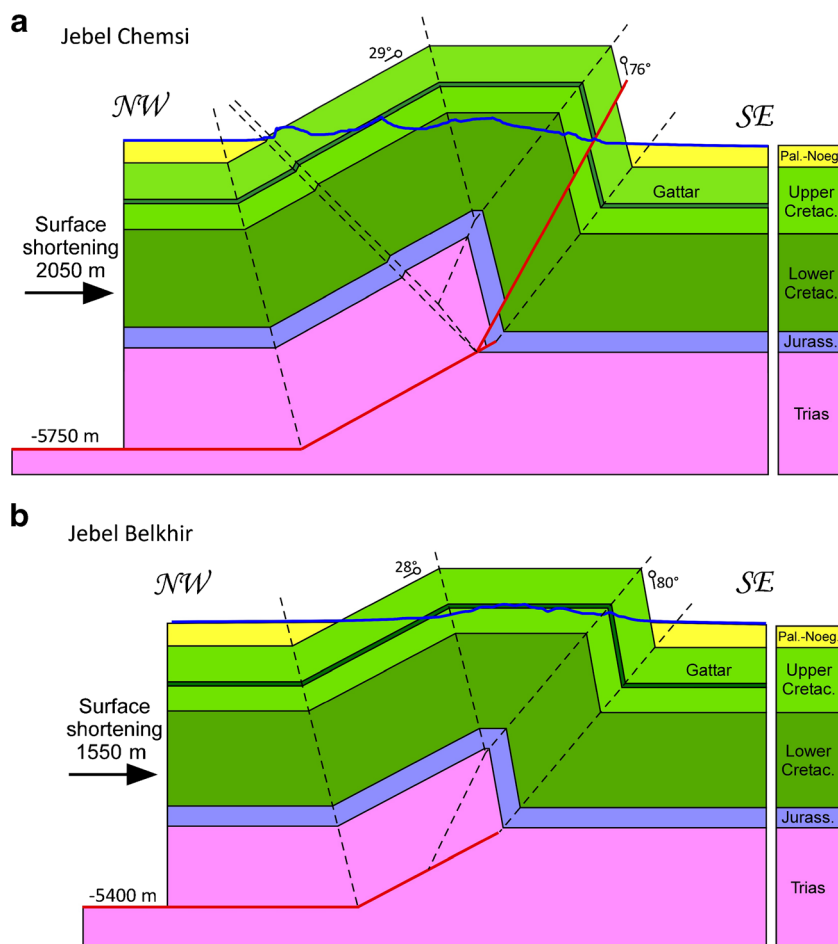 a
Jebel Chemsi
NW
29°
76°
SE
Pal.-Noeg.
Gattar
Upper
Cretac.
Surface
shortening
2050 m
Lower
Cretac.
Jurass.
Trias
-5750 m
b
Jebel Belkhir
NW
28°
80°
SE
Pal.-Noeg.
Gattar
Upper
Cretac.
Surface
shortening
1550 m
Lower
Cretac.
Jurass.
Trias
-5400 m